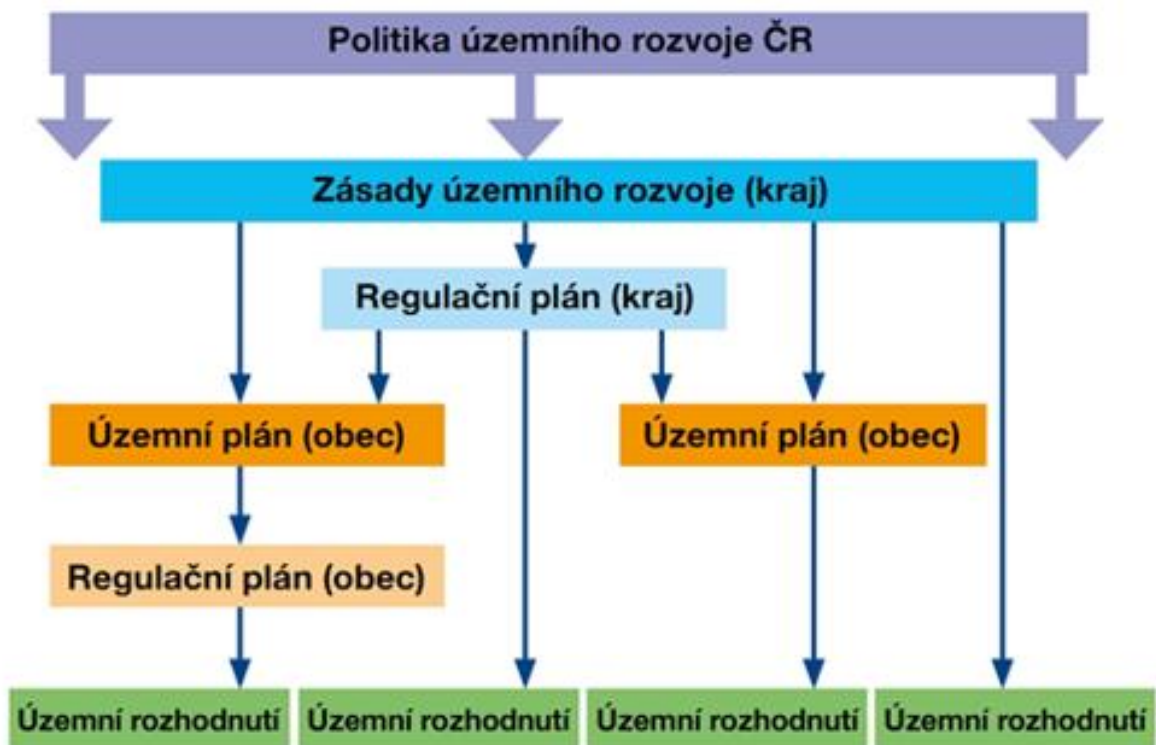 Politika územního rozvoje ČR
Zásady územního rozvoje (kraj)
Regulační plán (kraj)
Územní plán (obec)
Územní plán (obec)
Regulační plán (obec)
Územní rozhodnutí
Územní rozhodnutí
Územní rozhodnutí
Územní rozhodnutí